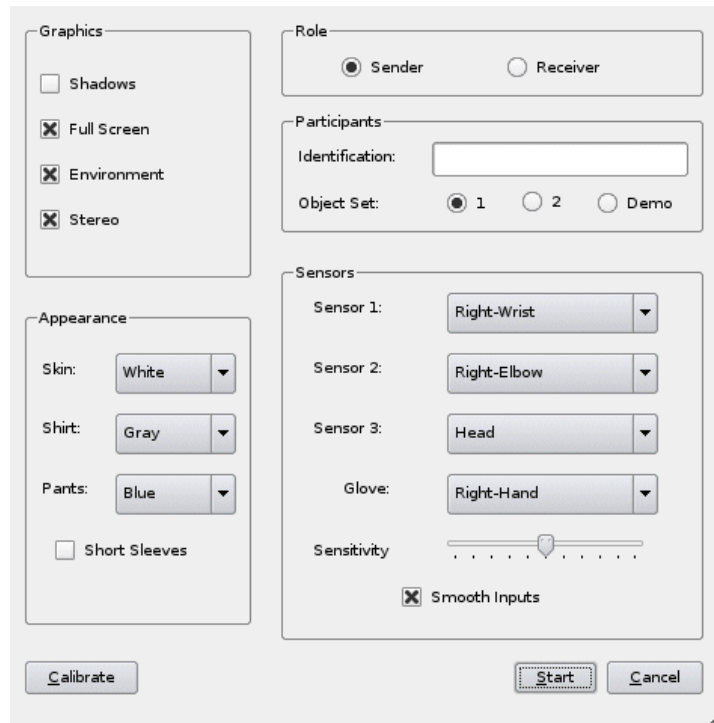 Graphics
Shadows
Full Screen
Environment
Stereo
Role
Sender Receiver
Participants
Identification:
Object Set: 1 2 Demo
Appearance
Skin: White
Shirt: Gray
Pants: Blue
Short Sleeves
Sensors
Sensor 1: Right-Wrist
Sensor 2: Right-Elbow
Sensor 3: Head
Glove: Right-Hand
Sensitivity
Smooth Inputs
Calibrate Start Cancel